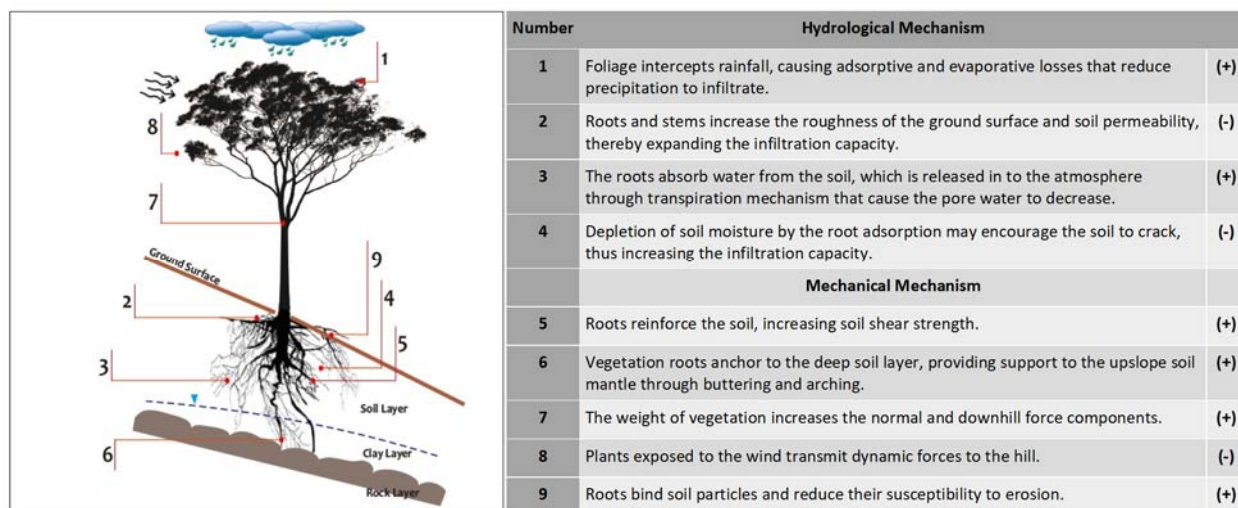 1
8
7
Ground Surface
9
2
4
5
3
Soil Layer
6
Clay Layer
Rock Layer
Number Hydrological Mechanism
1 Foliage intercepts rainfall, causing adsorptive and evaporative losses that reduce (+)
precipitation to infiltrate.
2 Roots and stems increase the roughness of the ground surface and soil permeability, (-)
thereby expanding the infiltration capacity.
3 The roots absorb water from the soil, which is released in to the atmosphere (+)
through transpiration mechanism that cause the pore water to decrease.
4 Depletion of soil moisture by the root adsorption may encourage the soil to crack, (-)
thus increasing the infiltration capacity.
Mechanical Mechanism
5 Roots reinforce the soil, increasing soil shear strength. (+)
6 Vegetation roots anchor to the deep soil layer, providing support to the upslope soil (+)
mantle through buttering and arching.
7 The weight of vegetation increases the normal and downhill force components. (+)
8 Plants exposed to the wind transmit dynamic forces to the hill. (-)
9 Roots bind soil particles and reduce their susceptibility to erosion. (+)